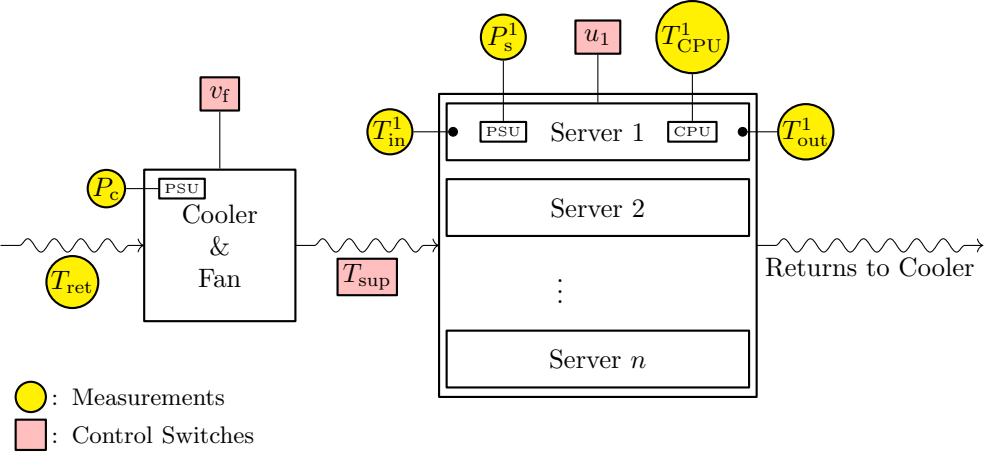 P_s^1
u_1
T_CPU^1
v_f
T_in^1
PSU
Server 1
CPU
T_out^1
P_c
PSU
Cooler
&
Fan
Server 2
T_ret
T_sup
Returns to Cooler
⋮
Server n
: Measurements
: Control Switches